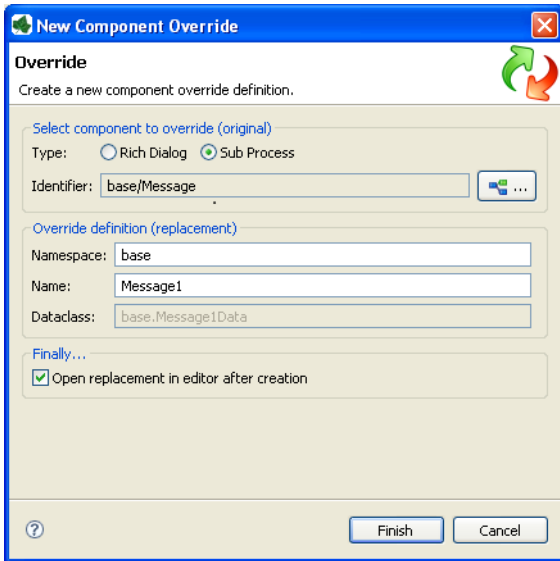 New Component Override
Override
Create a new component override definition.
Select component to override (original)
Type: Rich Dialog Sub Process
Identifier: base/Message ...
Override definition (replacement)
Namespace: base
Name: Message1
Dataclass: base.Message1Data
Finally...
Open replacement in editor after creation
? Finish Cancel